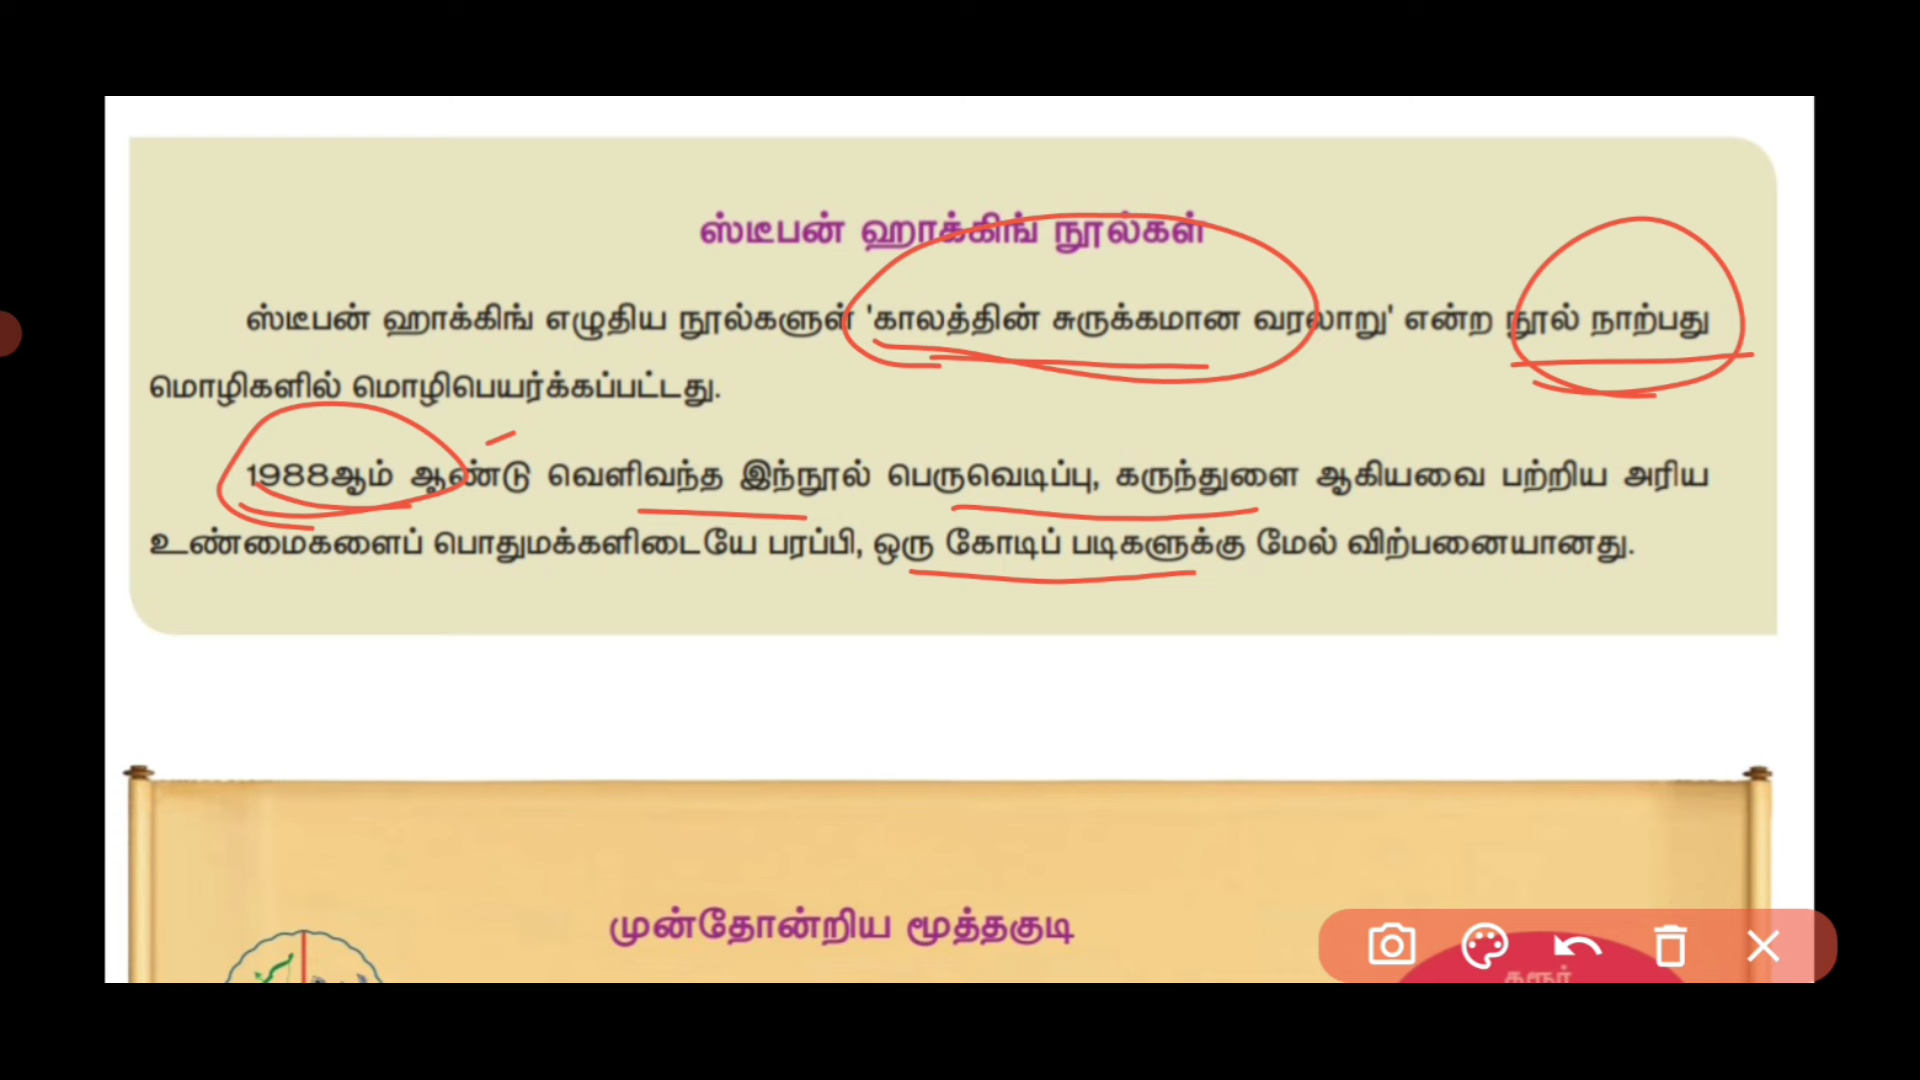 ஸ்டீபன் ஹாக்கிங் நூல்கள்
ஸ்டீபன் ஹாக்கிங் எழுதிய நூல்களுள் 'காலத்தின் சுருக்கமான வரலாறு' என்ற நூல் நாற்பது
மொழிகளில் மொழிபெயர்க்கப்பட்டது.
1988ஆம் ஆண்டு வெளிவந்த இந்நூல் பெருவெடிப்பு, கருந்துளை ஆகியவை பற்றிய அரிய
உண்மைகளைப் பொதுமக்களிடையே பரப்பி, ஒரு கோடிப் படிகளுக்கு மேல் விற்பனையானது.
முன்தோன்றிய மூத்தகுடி